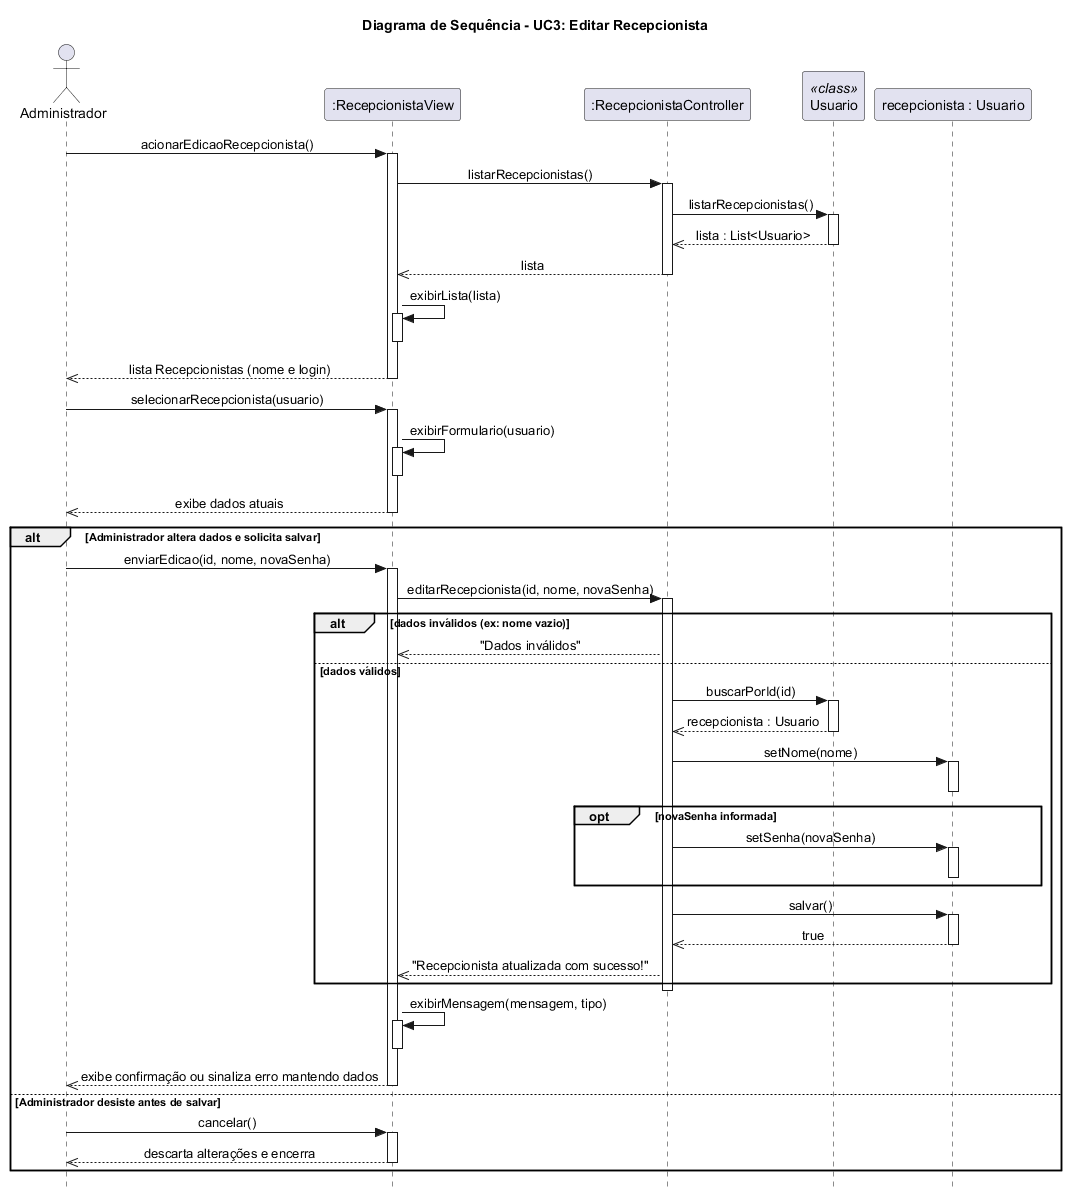 Diagrama de Sequência - UC3: Editar Recepcionista
Administrador
:RecepcionistaView
:RecepcionistaController
«class»
Usuario
recepcionista : Usuario
acionarEdicaoRecepcionista()
listarRecepcionistas()
listarRecepcionistas()
lista : List<Usuario>
lista
exibirLista(lista)
lista Recepcionistas (nome e login)
selecionarRecepcionista(usuario)
exibirFormulario(usuario)
exibe dados atuais
alt [Administrador altera dados e solicita salvar]
enviarEdicao(id, nome, novaSenha)
editarRecepcionista(id, nome, novaSenha)
alt [dados inválidos (ex: nome vazio)]
"Dados inválidos"
[dados válidos]
buscarPorId(id)
recepcionista : Usuario
setNome(nome)
opt [novaSenha informada]
setSenha(novaSenha)
salvar()
true
"Recepcionista atualizada com sucesso!"
exibirMensagem(mensagem, tipo)
exibe confirmação ou sinaliza erro mantendo dados
[Administrador desiste antes de salvar]
cancelar()
descarta alterações e encerra